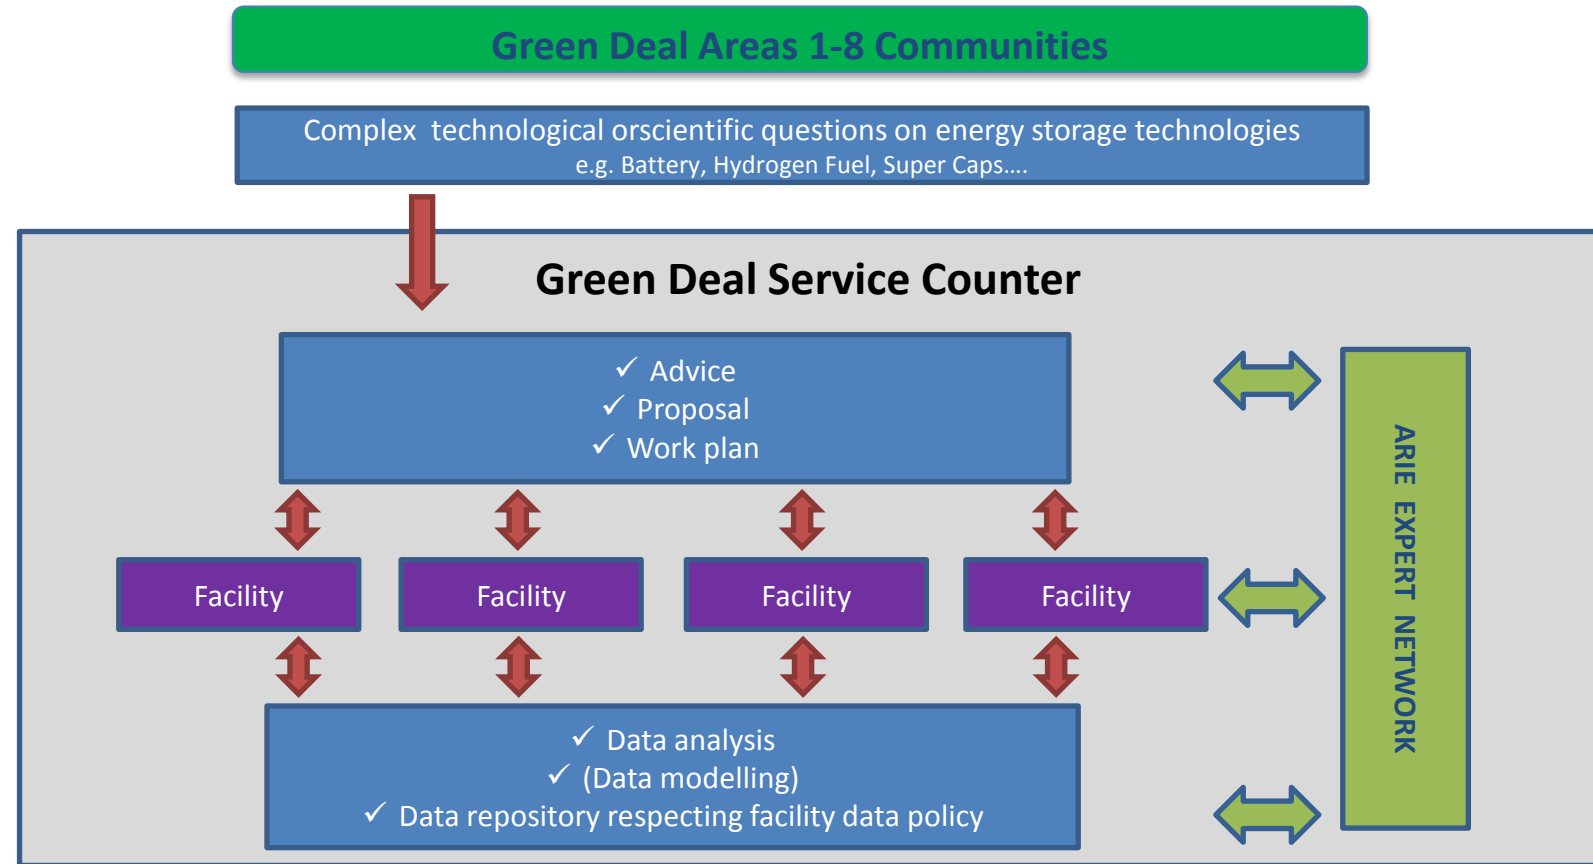 Green Deal Areas 1-8 Communities
Complex technological orscientific questions on energy storage technologies
e.g. Battery, Hydrogen Fuel, Super Caps....
Green Deal Service Counter
✓ Advice
✓ Proposal
✓ Work plan
Facility
Facility
Facility
Facility
✓ Data analysis
✓ (Data modelling)
✓ Data repository respecting facility data policy
ARIE EXPERT NETWORK